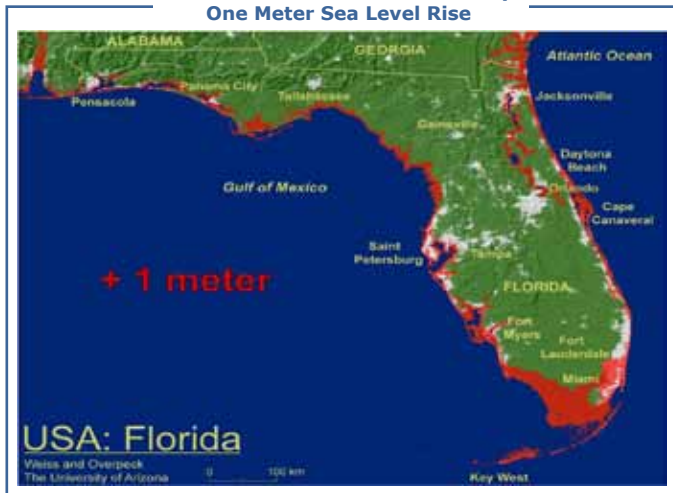 One Meter Sea Level Rise
ALABAMA
GEORGIA
Atlantic Ocean
Pensacola
Panama City
Tallahassee
Jacksonville
Gainsville
Daytona
Beach
Gulf of Mexico
Orlando
Cape
Canaveral
Saint
Petersburg
Tampa
+ 1 meter
FLORIDA
Fort
Myers
Fort
Lauderdale
Miami
USA: Florida
Weiss and Overpeck
The University of Arizona
0 100 km
Key West